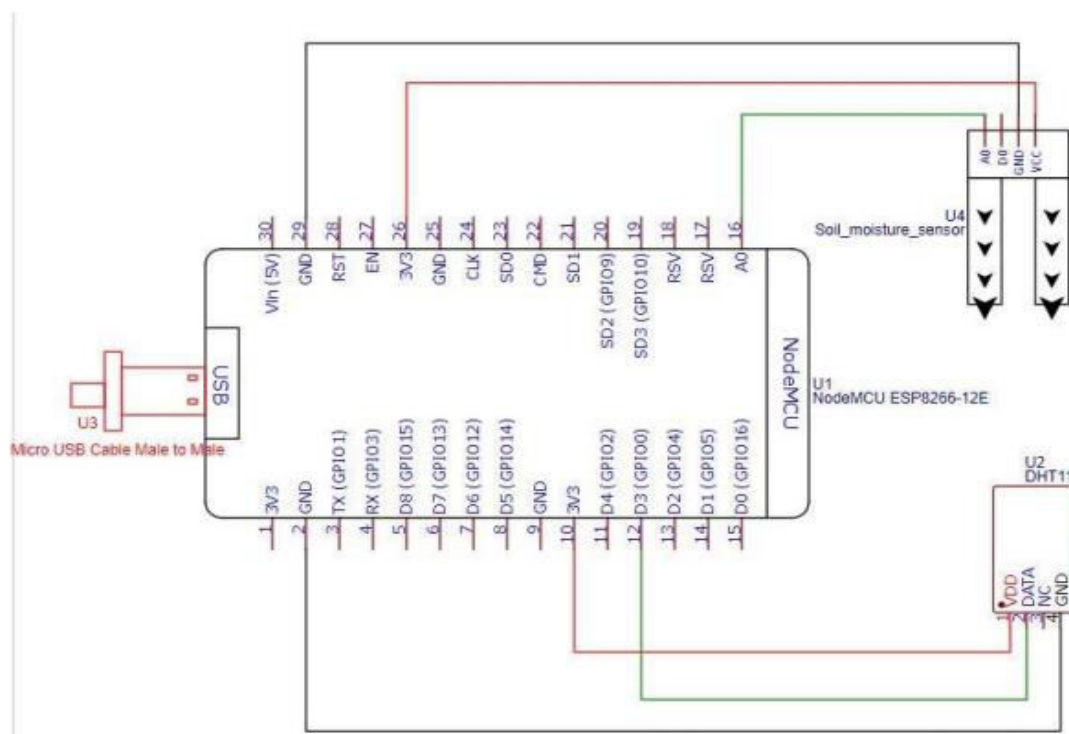 A0
D0
GND
VCC
U4
Soil_moisture_sensor
30
29
28
27
26
25
24
23
22
21
20
19
18
17
16
VIn (5V)
GND
RST
EN
3V3
GND
CLK
SD0
CMD
SD1
SD2 (GPIO9)
SD3 (GPIO10)
RSV
RSV
A0
USB
NodeMCU
U1
NodeMCU ESP8266-12E
U3
Micro USB Cable Male to Male
3V3
GND
TX (GPIO1)
RX (GPIO3)
D8 (GPIO15)
D7 (GPIO13)
D6 (GPIO12)
D5 (GPIO14)
GND
3V3
D4 (GPIO2)
D3 (GPIO0)
D2 (GPIO4)
D1 (GPIO5)
D0 (GPIO16)
1
2
3
4
5
6
7
8
9
10
11
12
13
14
15
U2
DHT11
VDD
DATA
NC
GND
1
2
3
4